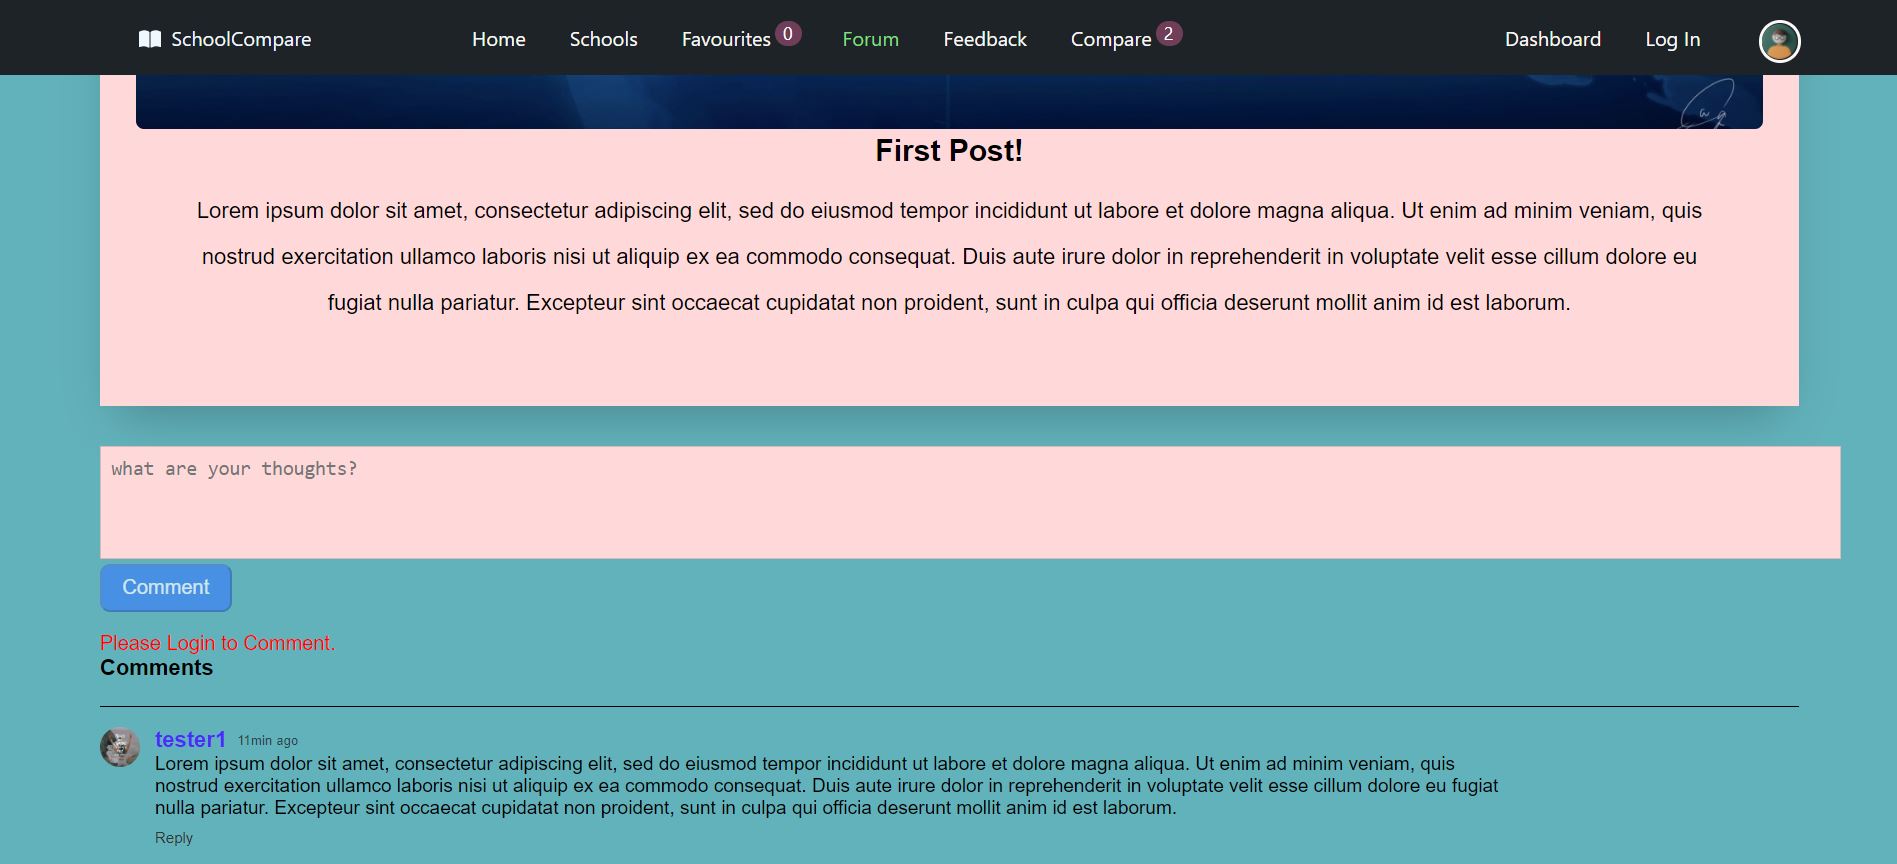 SchoolCompare Home Schools Favourites 0 Forum Feedback Compare 2 Dashboard Log In
First Post!
Lorem ipsum dolor sit amet, consectetur adipiscing elit, sed do eiusmod tempor incididunt ut labore et dolore magna aliqua. Ut enim ad minim veniam, quis
nostrud exercitation ullamco laboris nisi ut aliquip ex ea commodo consequat. Duis aute irure dolor in reprehenderit in voluptate velit esse cillum dolore eu
fugiat nulla pariatur. Excepteur sint occaecat cupidatat non proident, sunt in culpa qui officia deserunt mollit anim id est laborum.
what are your thoughts?
Comment
Please Login to Comment.
Comments
tester1 11min ago
Lorem ipsum dolor sit amet, consectetur adipiscing elit, sed do eiusmod tempor incididunt ut labore et dolore magna aliqua. Ut enim ad minim veniam, quis
nostrud exercitation ullamco laboris nisi ut aliquip ex ea commodo consequat. Duis aute irure dolor in reprehenderit in voluptate velit esse cillum dolore eu fugiat
nulla pariatur. Excepteur sint occaecat cupidatat non proident, sunt in culpa qui officia deserunt mollit anim id est laborum.
Reply